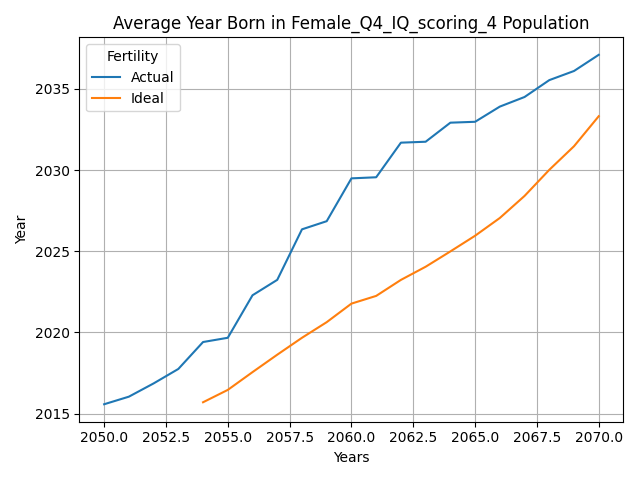 Average Year Born in Female_Q4_IQ_scoring_4 Population
Fertility
Actual
Ideal
2035
2030
2025
2020
2015
Year
2050.0 2052.5 2055.0 2057.5 2060.0 2062.5 2065.0 2067.5 2070.0
Years